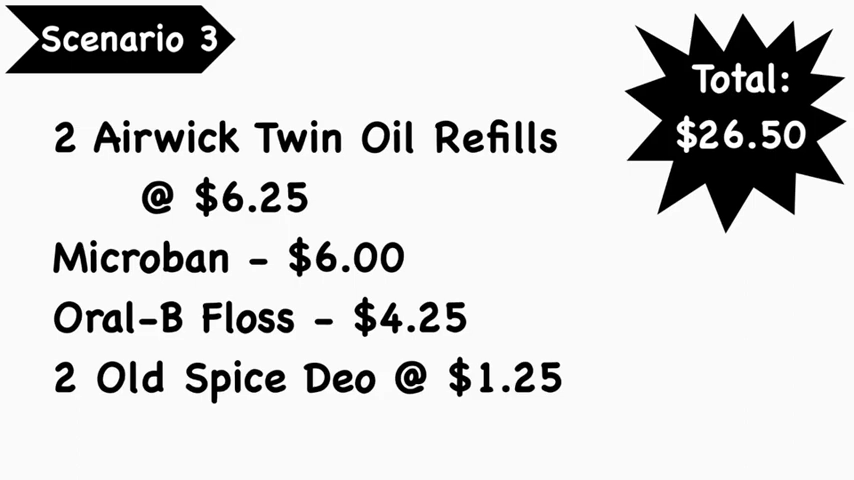 Scenario 3
Total:
$26.50
2 Airwick Twin Oil Refills
@ $6.25
Microban - $6.00
Oral-B Floss - $4.25
2 Old Spice Deo @ $1.25